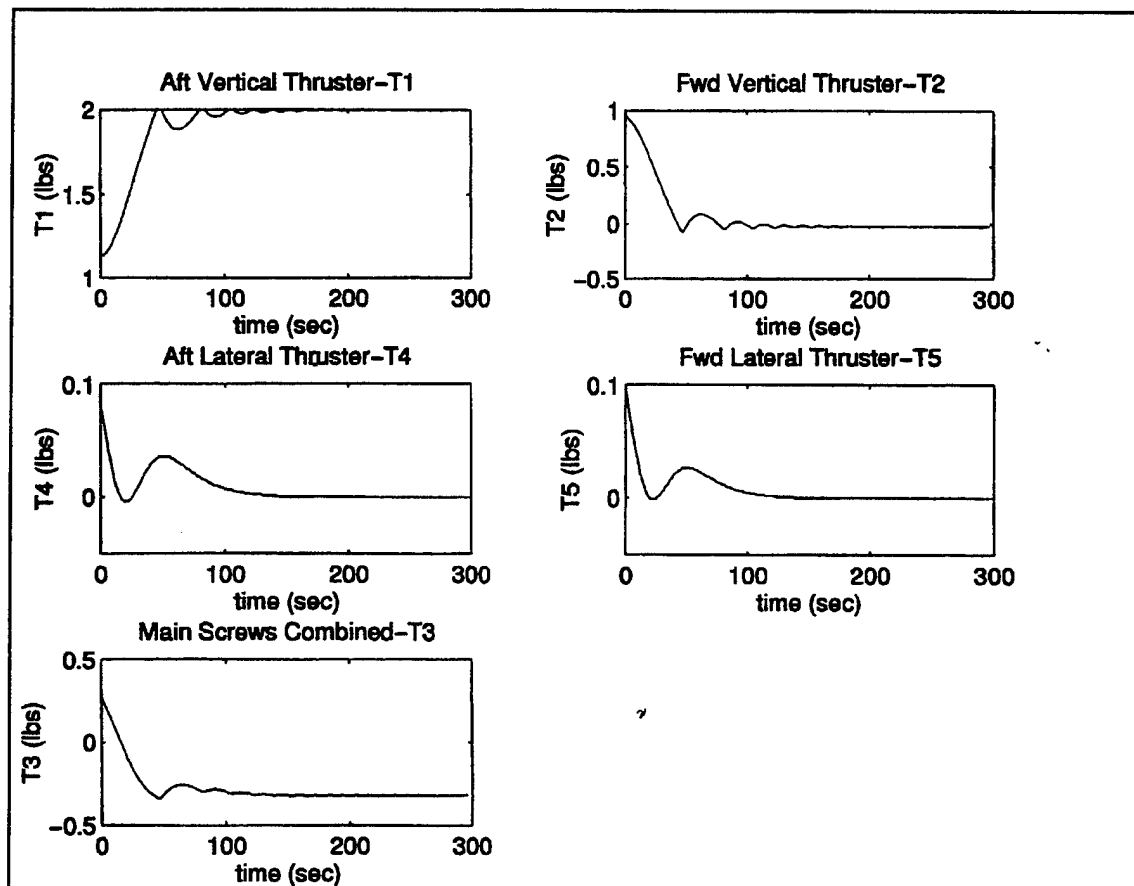 Aft Vertical Thruster-T1
2
1.5
1
T1 (lbs)
0 100 200 300
time (sec)
Fwd Vertical Thruster-T2
1
0.5
0
-0.5
T2 (lbs)
0 100 200 300
time (sec)
Aft Lateral Thruster-T4
0.1
0
T4 (lbs)
0 100 200 300
time (sec)
Fwd Lateral Thruster-T5
0.1
0
T5 (lbs)
0 100 200 300
time (sec)
Main Screws Combined-T3
0.5
0
-0.5
T3 (lbs)
0 100 200 300
time (sec)